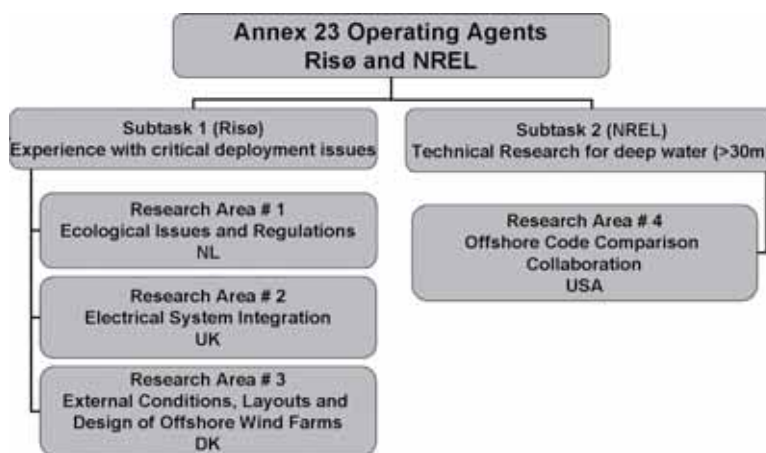 Annex 23 Operating Agents
Risø and NREL
Subtask 1 (Risø)
Experience with critical deployment issues
Subtask 2 (NREL)
Technical Research for deep water (>30m
Research Area # 1
Ecological Issues and Regulations
NL
Research Area # 2
Electrical System Integration
UK
Research Area # 3
External Conditions, Layouts and
Design of Offshore Wind Farms
DK
Research Area # 4
Offshore Code Comparison
Collaboration
USA